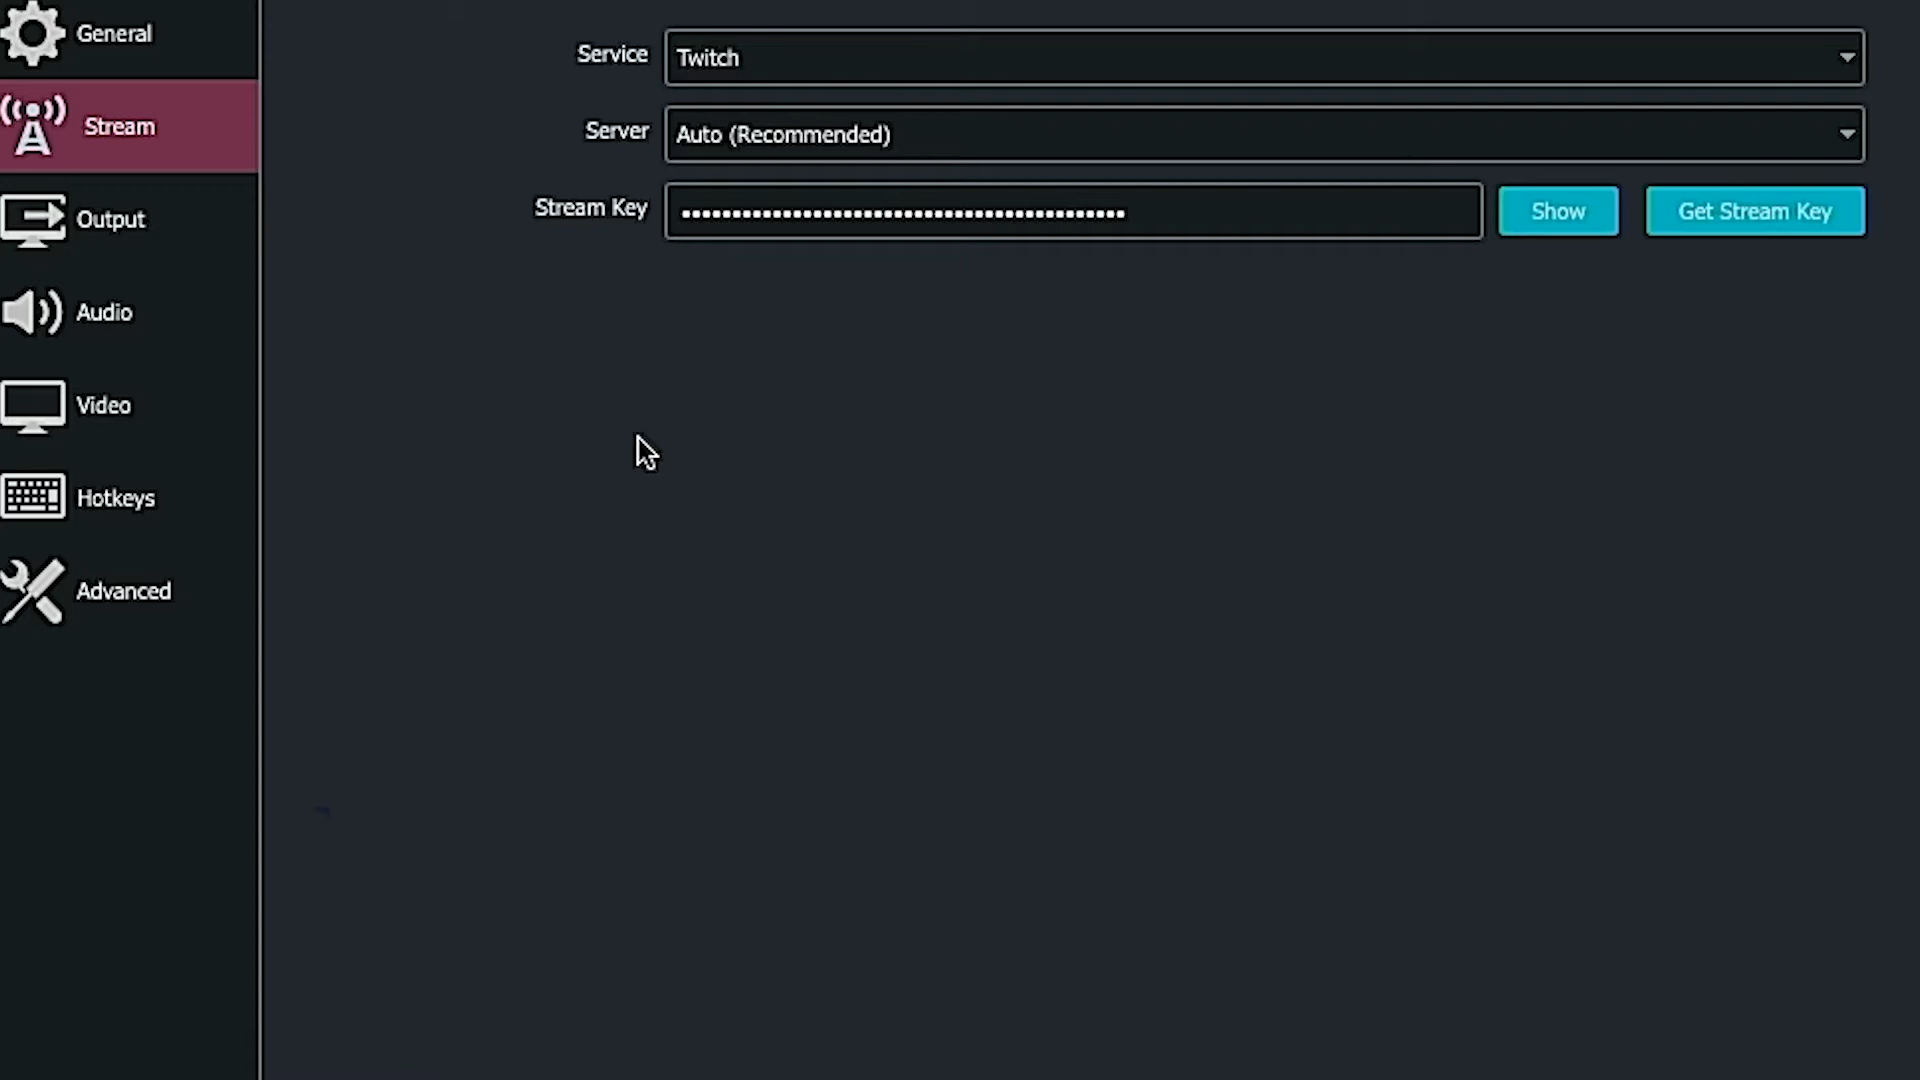 General
Stream
Output
Audio
Video
Hotkeys
Advanced
Service
Twitch
Server
Auto (Recommended)
Stream Key
••••••••••••••••••••••••••••••••••••••••••••
Show
Get Stream Key